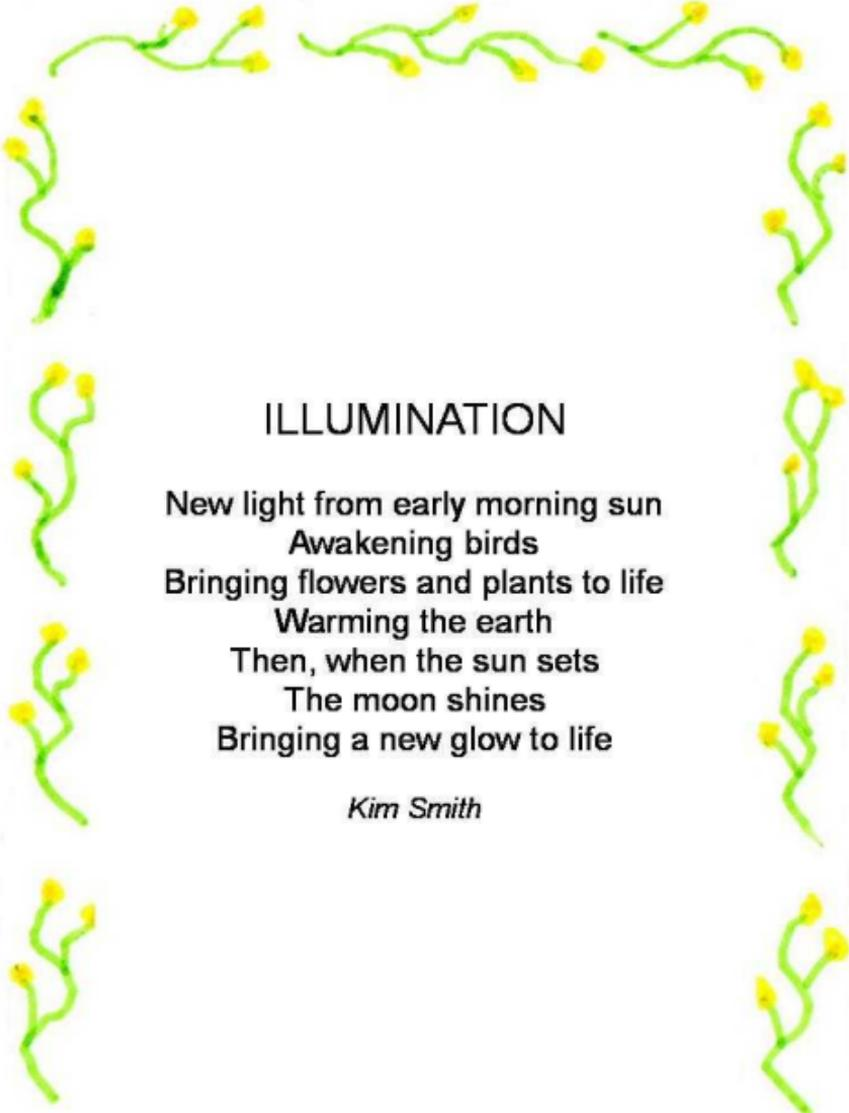 ILLUMINATION
New light from early morning sun
Awakening birds
Bringing flowers and plants to life
Warming the earth
Then, when the sun sets
The moon shines
Bringing a new glow to life
Kim Smith